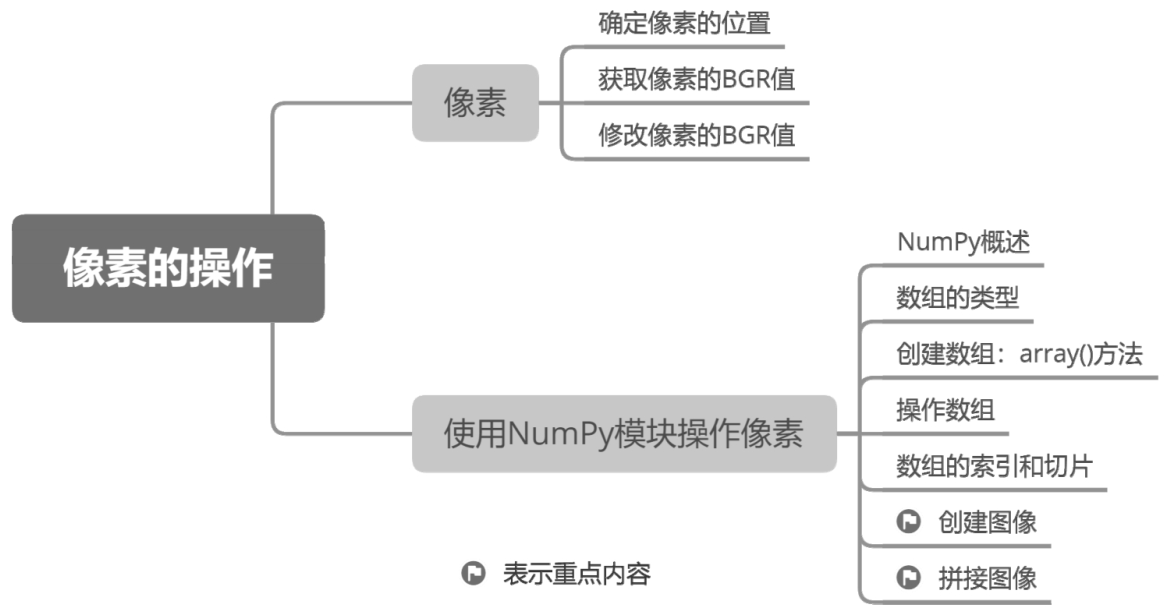 像素的操作
像素
确定像素的位置
获取像素的BGR值
修改像素的BGR值
使用NumPy模块操作像素
NumPy概述
数组的类型
创建数组：array()方法
操作数组
数组的索引和切片
创建图像
拼接图像
表示重点内容